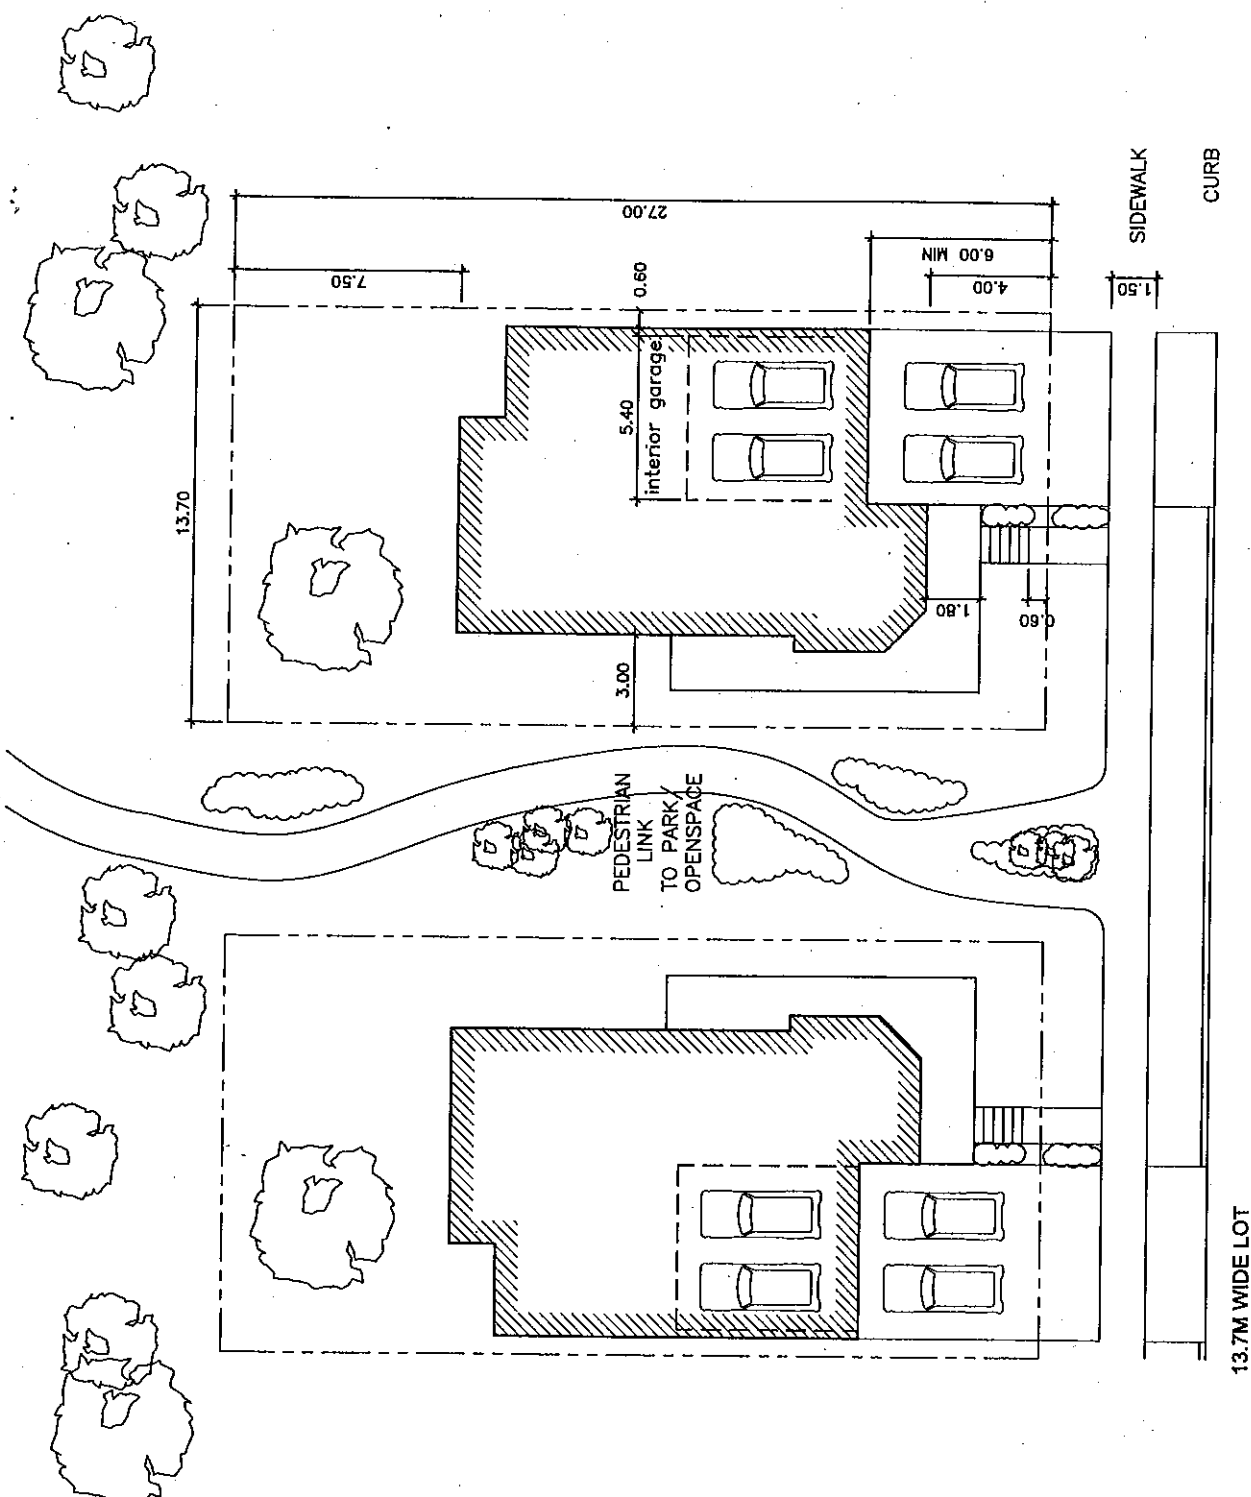 27.00
7.50
0.60
6.00 MIN
4.00
1.50
SIDEWALK
CURB
13.70
5.40
interior garage
1.80
0.60
3.00
PEDESTRIAN
LINK
TO PARK/
OPENSPACE
13.7M WIDE LOT